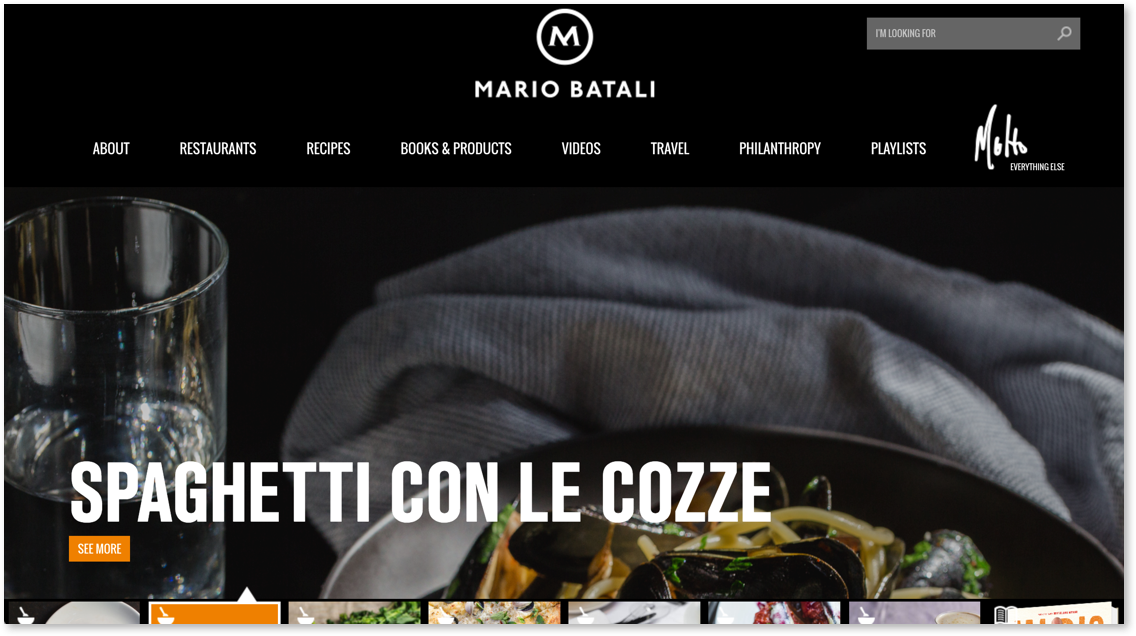 M
MARIO BATALI
I'M LOOKING FOR
ABOUT
RESTAURANTS
RECIPES
BOOKS & PRODUCTS
VIDEOS
TRAVEL
PHILANTHROPY
PLAYLISTS
Molto
EVERYTHING ELSE
SPAGHETTI CON LE COZZE
SEE MORE